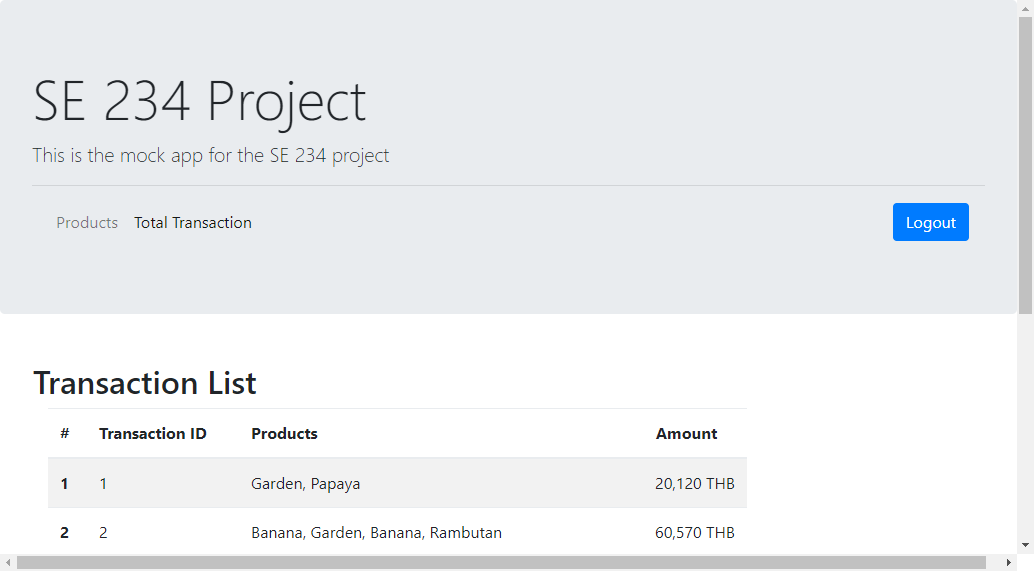 SE 234 Project
This is the mock app for the SE 234 project
Products Total Transaction Logout
Transaction List
# Transaction ID Products Amount
1 1 Garden, Papaya 20,120 THB
2 2 Banana, Garden, Banana, Rambutan 60,570 THB